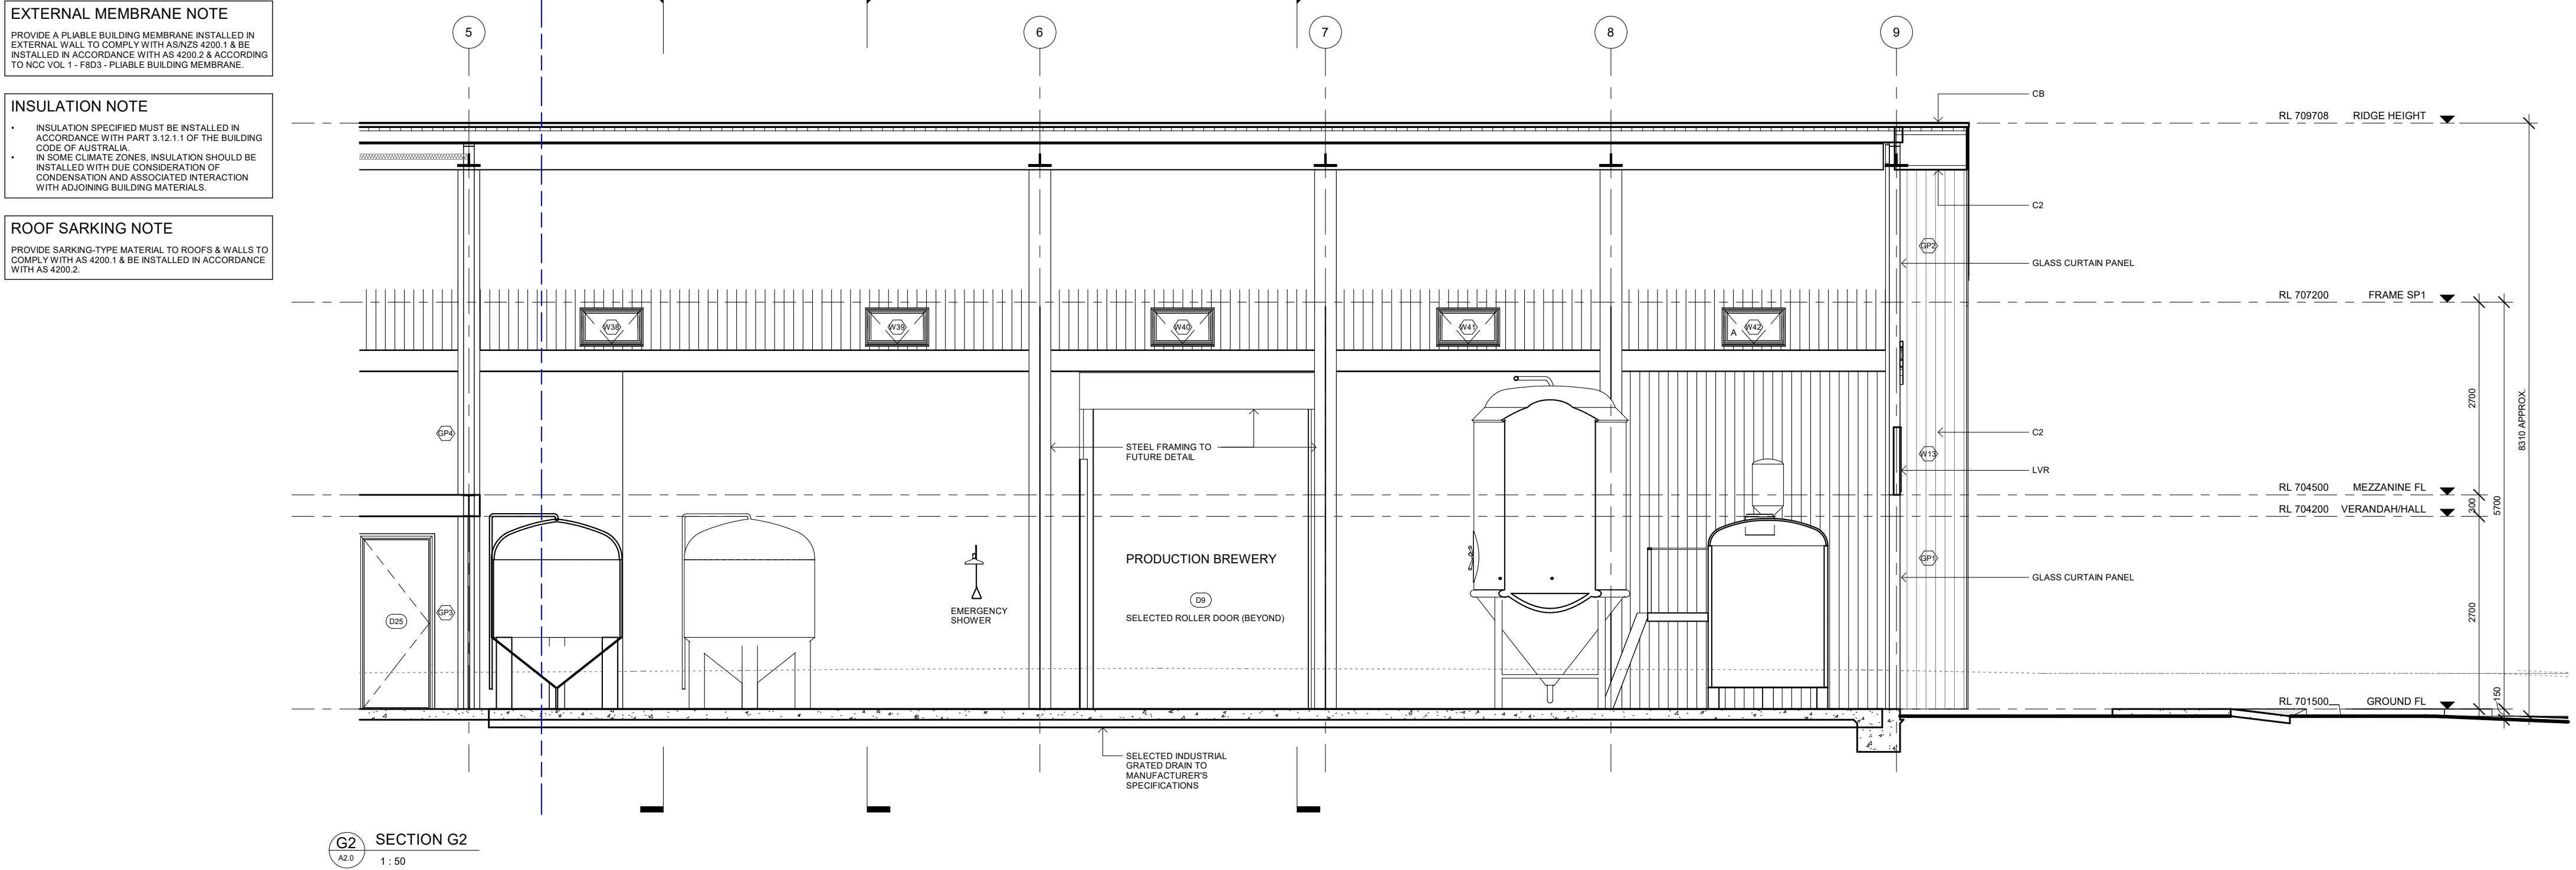 EXTERNAL MEMBRANE NOTE
PROVIDE A PLIABLE BUILDING MEMBRANE INSTALLED IN
EXTERNAL WALL TO COMPLY WITH AS/NZS 4200.1 & BE
INSTALLED IN ACCORDANCE WITH AS 4200.2 & ACCORDING
TO NCC VOL 1 - F8D3 - PLIABLE BUILDING MEMBRANE.
INSULATION NOTE
• INSULATION SPECIFIED MUST BE INSTALLED IN
ACCORDANCE WITH PART 3.12.1.1 OF THE BUILDING
CODE OF AUSTRALIA.
• IN SOME CLIMATE ZONES, INSULATION SHOULD BE
INSTALLED WITH DUE CONSIDERATION OF
CONDENSATION AND ASSOCIATED INTERACTION
WITH ADJOINING BUILDING MATERIALS.
ROOF SARKING NOTE
PROVIDE SARKING-TYPE MATERIAL TO ROOFS & WALLS TO
COMPLY WITH AS 4200.1 & BE INSTALLED IN ACCORDANCE
WITH AS 4200.2.
5
6
7
8
9
CB
RL 709708 RIDGE HEIGHT
C2
GP2
GLASS CURTAIN PANEL
RL 707200 FRAME SP1
W38
W39
W40
W41
A
W42
2700
8310 APPROX.
GP4
STEEL FRAMING TO
FUTURE DETAIL
C2
W13
LVR
RL 704500 MEZZANINE FL
300
5700
RL 704200 VERANDAH/HALL
PRODUCTION BREWERY
GP1
GLASS CURTAIN PANEL
D9
EMERGENCY
SHOWER
SELECTED ROLLER DOOR (BEYOND)
D25
GP3
2700
150
RL 701500 GROUND FL
SELECTED INDUSTRIAL
GRATED DRAIN TO
MANUFACTURER'S
SPECIFICATIONS
G2
A2.0
SECTION G2
1 : 50